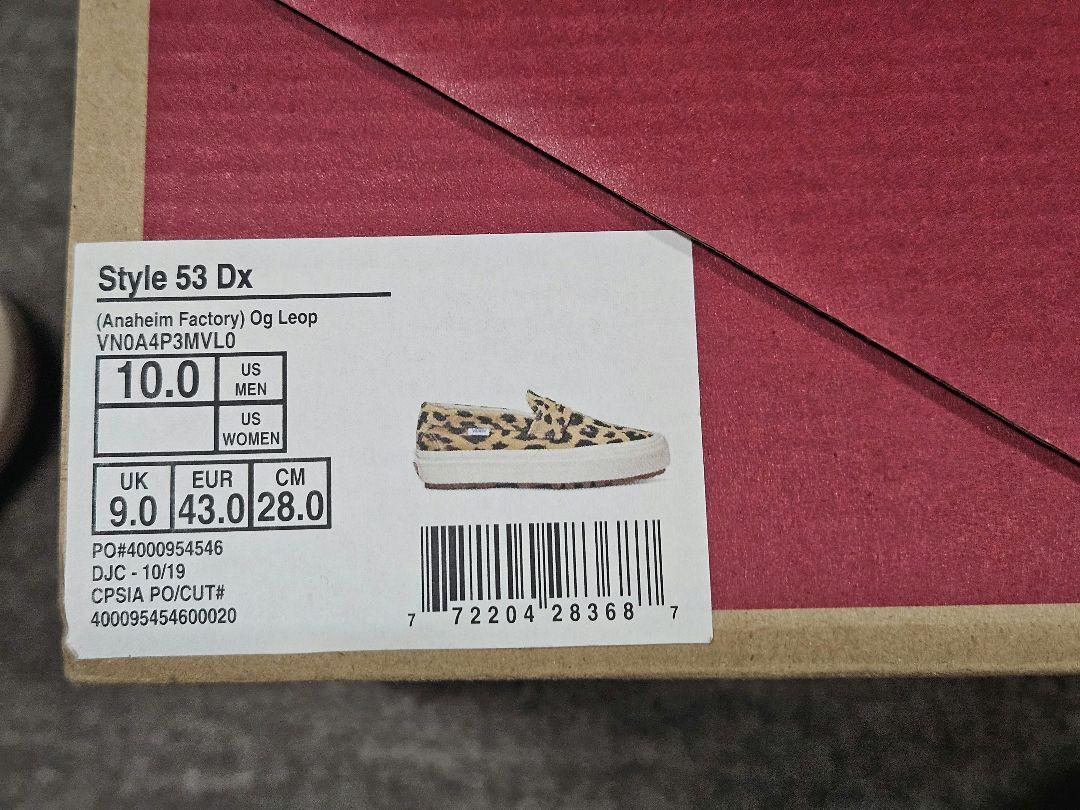 Style 53 Dx
(Anaheim Factory) Og Leop
VN0A4P3MVL0
10.0 US MEN
US WOMEN
UK EUR CM
9.0 43.0 28.0
PO#4000954546
DJC - 10/19
CPSIA PO/CUT#
400095454600020
7 72204 28368 7